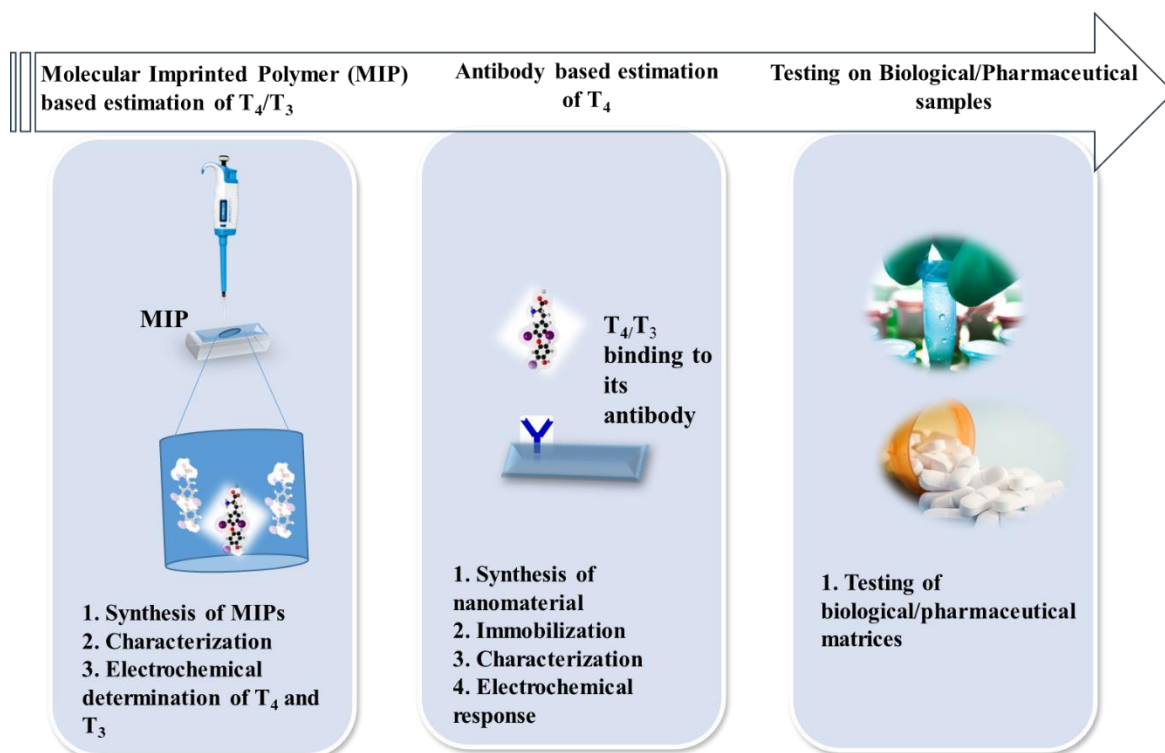 Molecular Imprinted Polymer (MIP)
based estimation of T₄/T₃
Antibody based estimation
of T₄
Testing on Biological/Pharmaceutical
samples
MIP
1. Synthesis of MIPs
2. Characterization
3. Electrochemical
determination of T₄ and
T₃
T₄/T₃
binding to
its
antibody
1. Synthesis of
nanomaterial
2. Immobilization
3. Characterization
4. Electrochemical
response
1. Testing of
biological/pharmaceutical
matrices